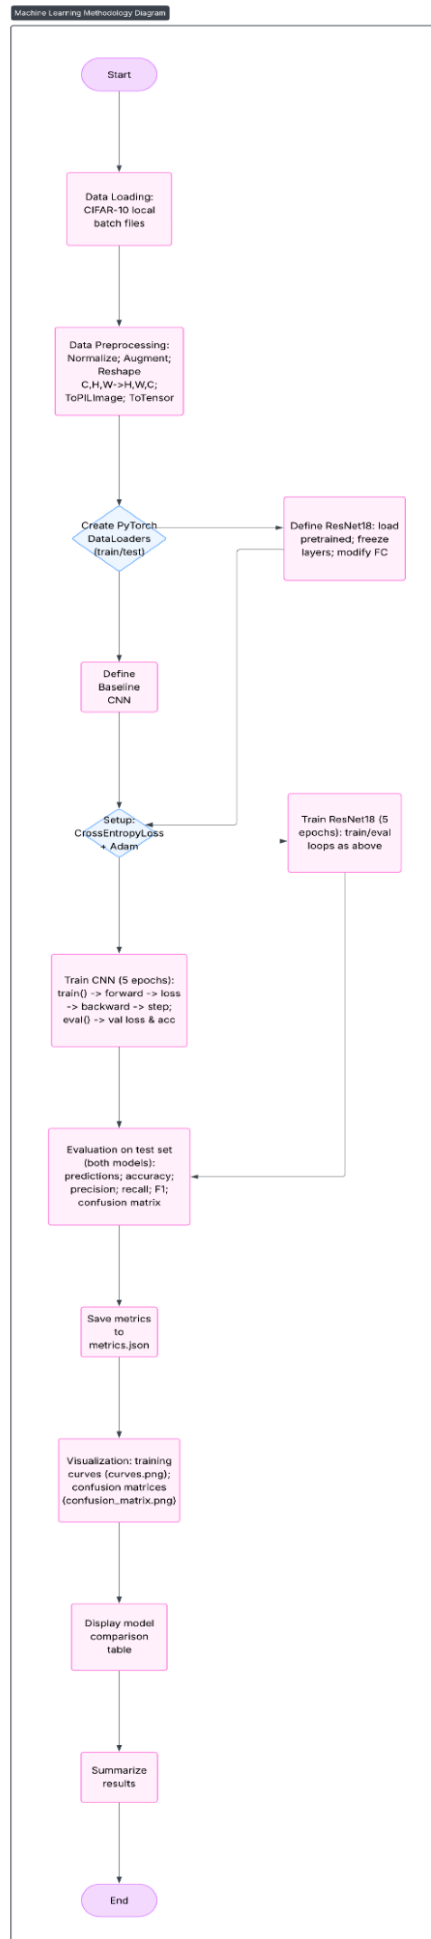 Machine Learning Methodology Diagram
Start
Data Loading:
CIFAR-10 local
batch files
Data Preprocessing:
Normalize; Augment;
Reshape
C,H,W->H,W,C;
ToPILImage; ToTensor
Create PyTorch
DataLoaders
(train/test)
Define ResNet18: load
pretrained; freeze
layers; modify FC
Define
Baseline
CNN
Setup:
CrossEntropyLoss
+ Adam
Train ResNet18 (5
epochs): train/eval
loops as above
Train CNN (5 epochs):
train() -> forward -> loss
-> backward -> step;
eval() -> val loss & acc
Evaluation on test set
(both models):
predictions; accuracy;
precision; recall; F1;
confusion matrix
Save metrics
to
metrics.json
Visualization: training
curves (curves.png);
confusion matrices
(confusion_matrix.png)
Display model
comparison
table
Summarize
results
End